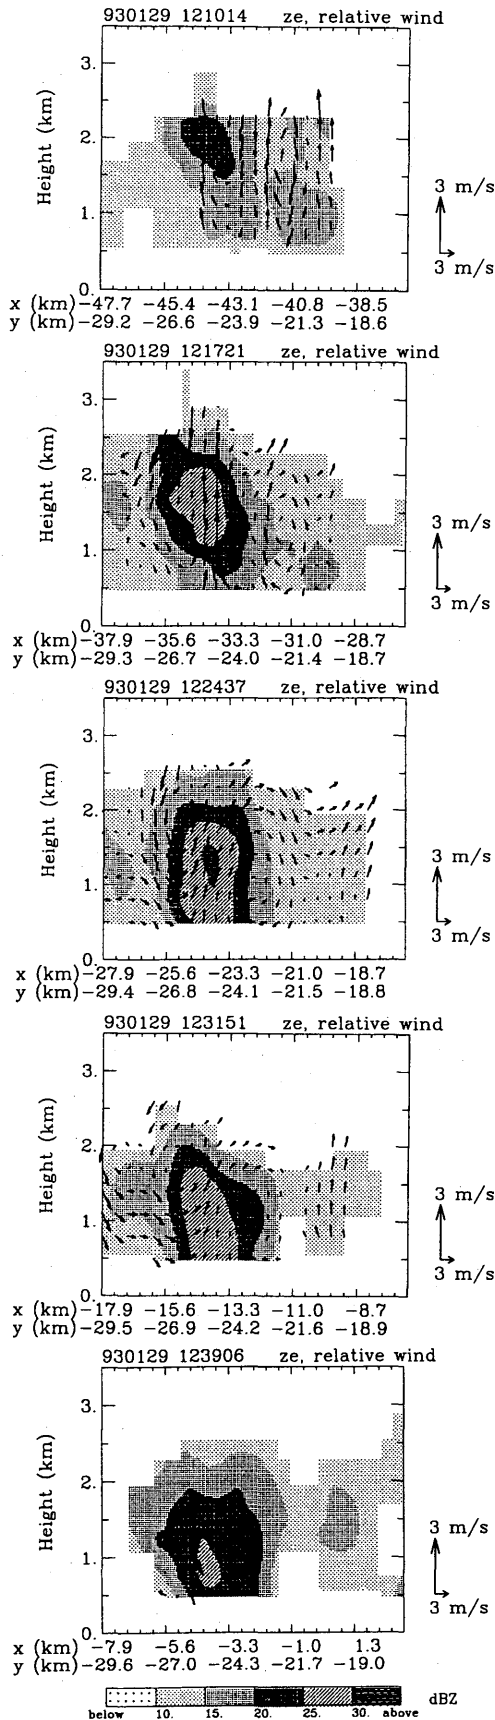 930129 121014 ze, relative wind
3.
2.
1.
0.
Height (km)
3 m/s
3 m/s
x (km) -47.7 -45.4 -43.1 -40.8 -38.5
y (km) -29.2 -26.6 -23.9 -21.3 -18.6
930129 121721 ze, relative wind
3.
2.
1.
0.
Height (km)
3 m/s
3 m/s
x (km) -37.9 -35.6 -33.3 -31.0 -28.7
y (km) -29.3 -26.7 -24.0 -21.4 -18.7
930129 122437 ze, relative wind
3.
2.
1.
0.
Height (km)
3 m/s
3 m/s
x (km) -27.9 -25.6 -23.3 -21.0 -18.7
y (km) -29.4 -26.8 -24.1 -21.5 -18.8
930129 123151 ze, relative wind
3.
2.
1.
0.
Height (km)
3 m/s
3 m/s
x (km) -17.9 -15.6 -13.3 -11.0 -8.7
y (km) -29.5 -26.9 -24.2 -21.6 -18.9
930129 123906 ze, relative wind
3.
2.
1.
0.
Height (km)
3 m/s
3 m/s
x (km) -7.9 -5.6 -3.3 -1.0 1.3
y (km) -29.6 -27.0 -24.3 -21.7 -19.0
dBZ
below 10. 15. 20. 25. 30. above